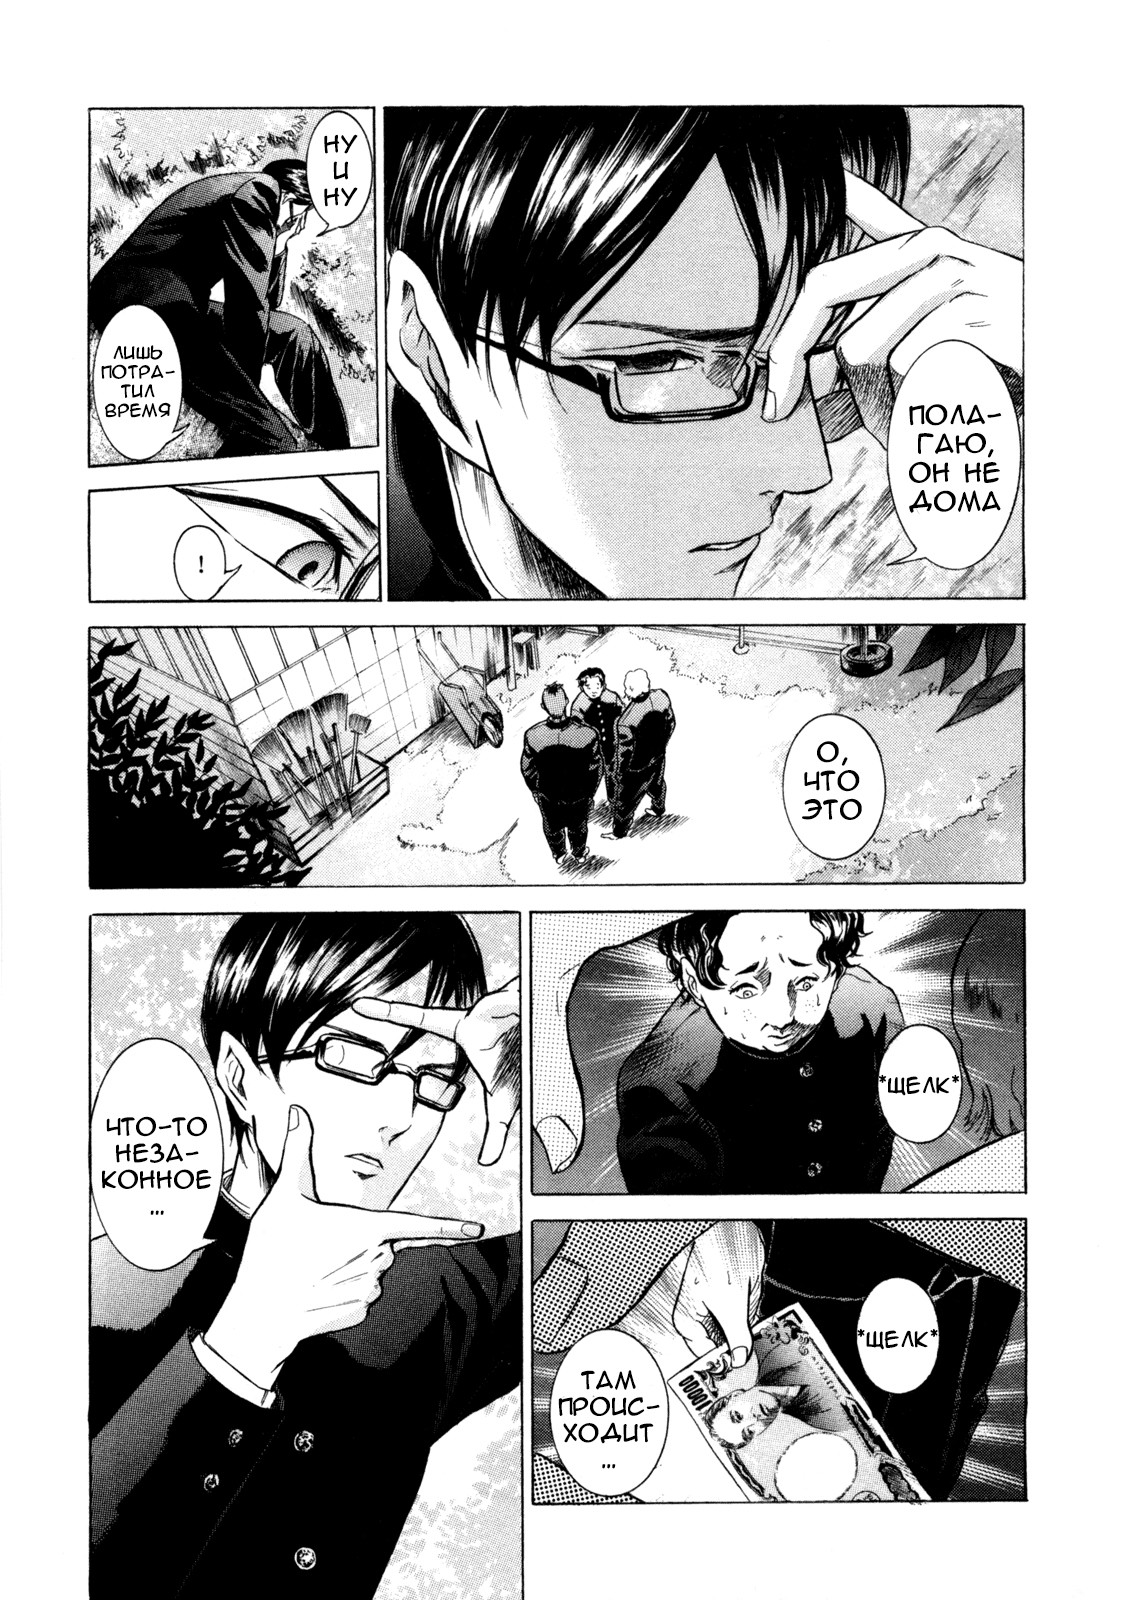 ПОЛА-
ГАЮ,
ОН НЕ
ДОМА
НУ
И
НУ
ЛИШЬ
ПОТРА-
ТИЛ
ВРЕМЯ
!
О,
ЧТО
ЭТО
*ЩЕЛК*
*ЩЕЛК*
10000
ТАМ
ПРОИС-
ХОДИТ
...
ЧТО-ТО
НЕЗА-
КОННОЕ
...